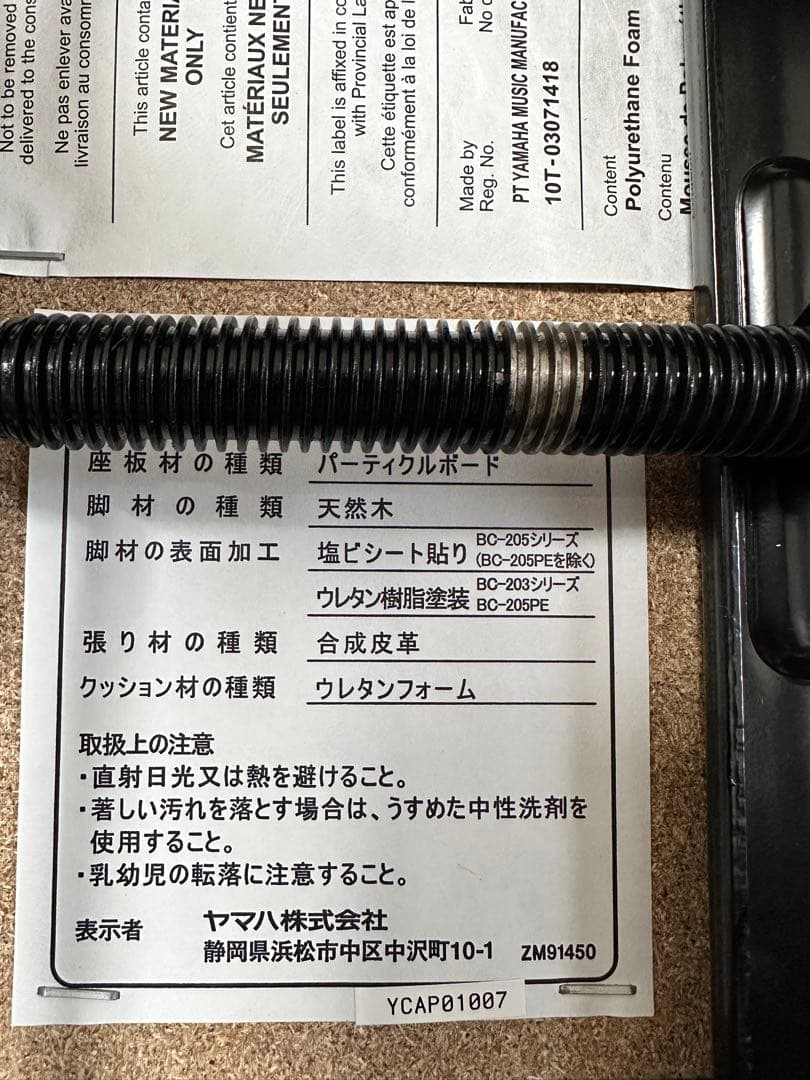 Not to be removed
delivered to the cons
Ne pas enlever ava
livraison au consomm
This article conta
NEW MATERIA
ONLY
Cet article contient
MATÉRIAUX NE
SEULEMENT
This label is affixed in co
with Provincial La
Cette étiquette est ap
conformément à la loi de l
Made by
Reg. No.
Fab
No d
PT YAMAHA MUSIC MANUFAC
10T-03071418
Content
Polyurethane Foam
Contenu
座板材の種類 パーティクルボード
脚材の種類 天然木
脚材の表面加工 塩ビシート貼り BC-205シリーズ
(BC-205PEを除く)
ウレタン樹脂塗装 BC-203シリーズ
BC-205PE
張り材の種類 合成皮革
クッション材の種類 ウレタンフォーム
取扱上の注意
・直射日光又は熱を避けること。
・著しい汚れを落とす場合は、うすめた中性洗剤を
使用すること。
・乳幼児の転落に注意すること。
表示者 ヤマハ株式会社
静岡県浜松市中区中沢町10-1 ZM91450
YCAP01007